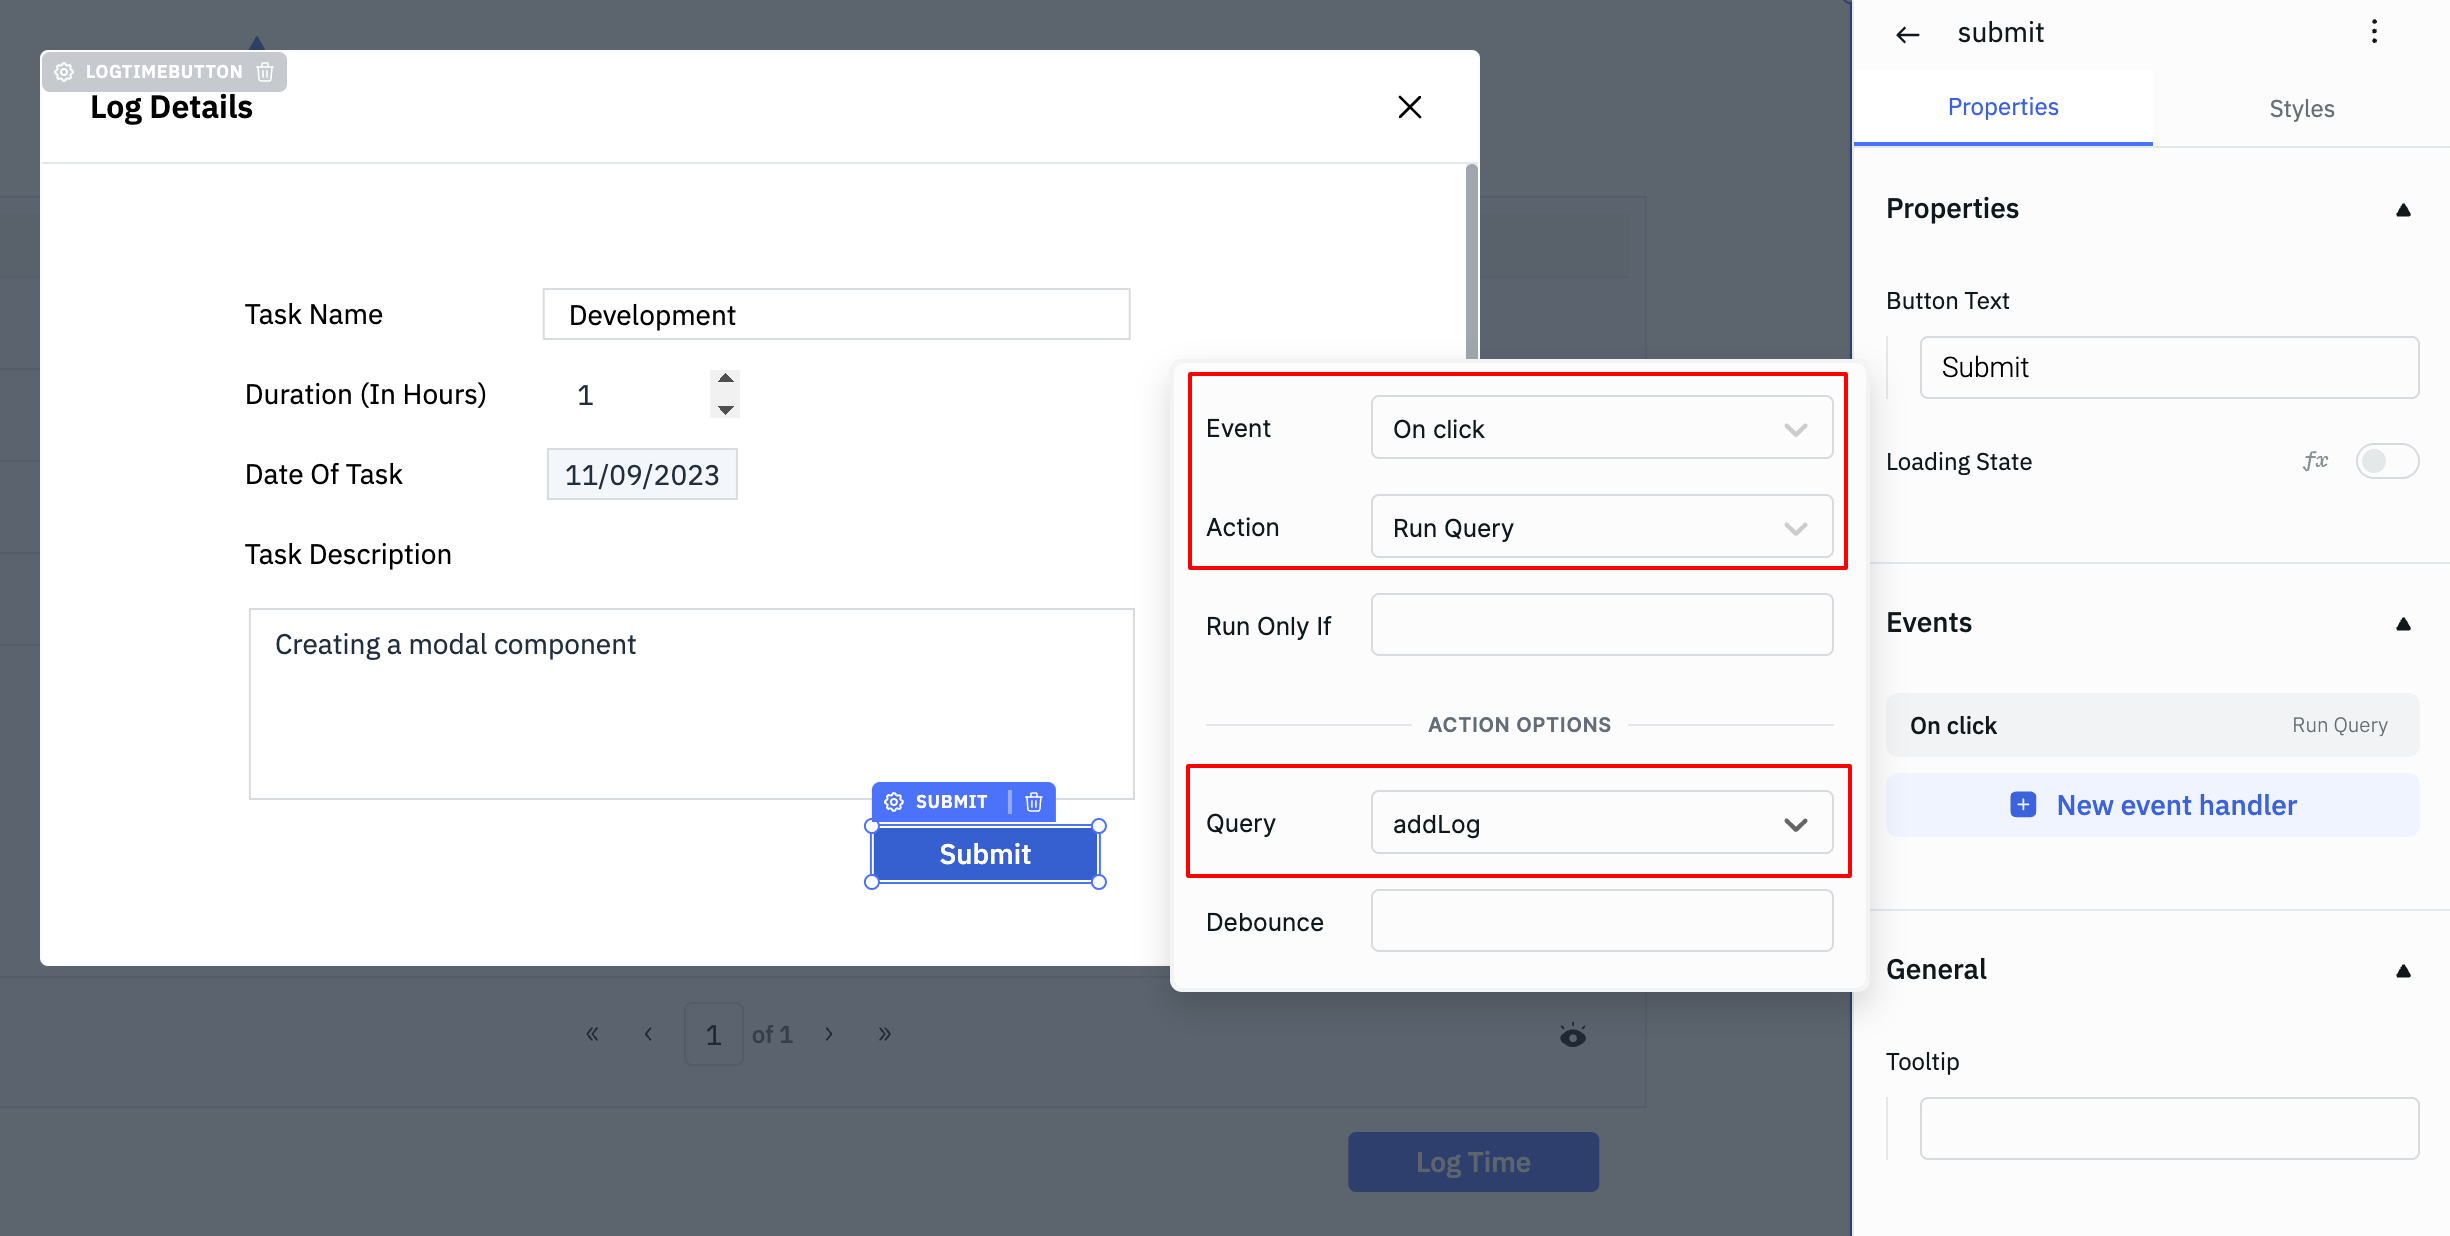 LOGTIMEBUTTON
Log Details
Task Name
Development
Duration (In Hours)
1
Date Of Task
11/09/2023
Task Description
Creating a modal component
SUBMIT
Submit
« ‹ 1 of 1 › »
Log Time
Event
On click
Action
Run Query
Run Only If
ACTION OPTIONS
Query
addLog
Debounce
submit
Properties
Styles
Properties
Button Text
Submit
Loading State
fx
Events
On click
Run Query
New event handler
General
Tooltip